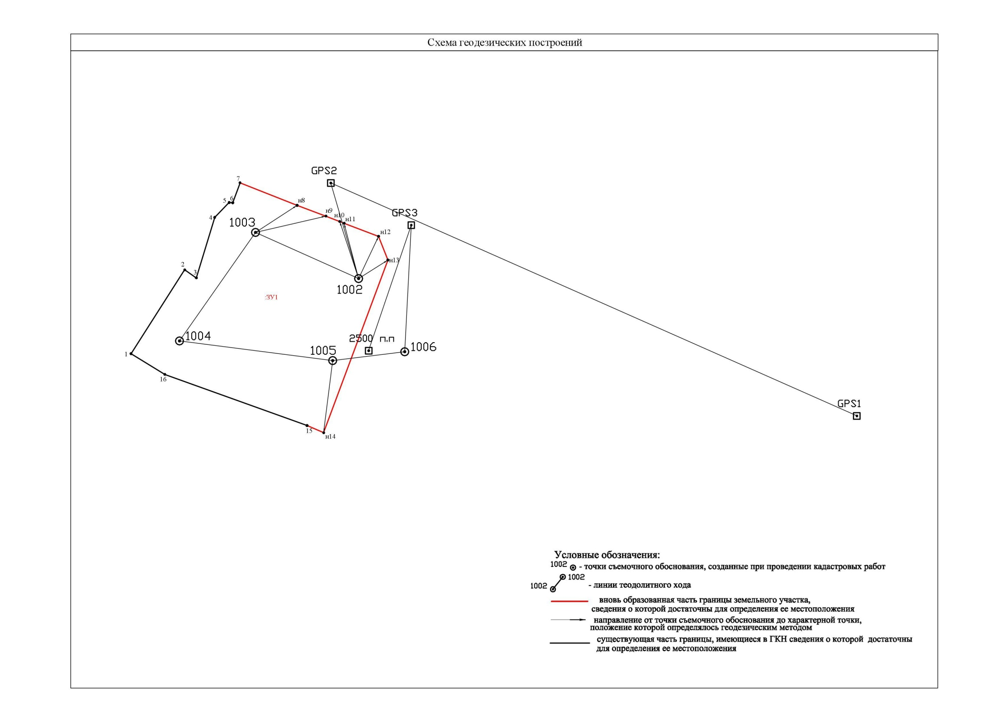 Схема геодезических построений
GPS2
7
н8
5 6
н9
GPS3
4
н10
н11
1003
н12
н13
2
3
1002
:ЗУ1
1004
2500 п.п
1005
1006
1
16
GPS1
15
н14
Условные обозначения:
1002 - точки съемочного обоснования, созданные при проведении кадастровых работ
1002
1002 - линии теодолитного хода
вновь образованная часть границы земельного участка,
сведения о которой достаточны для определения ее местоположения
направление от точки съемочного обоснования до характерной точки,
положение которой определялось геодезическим методом
существующая часть границы, имеющиеся в ГКН сведения о которой достаточны
для определения ее местоположения